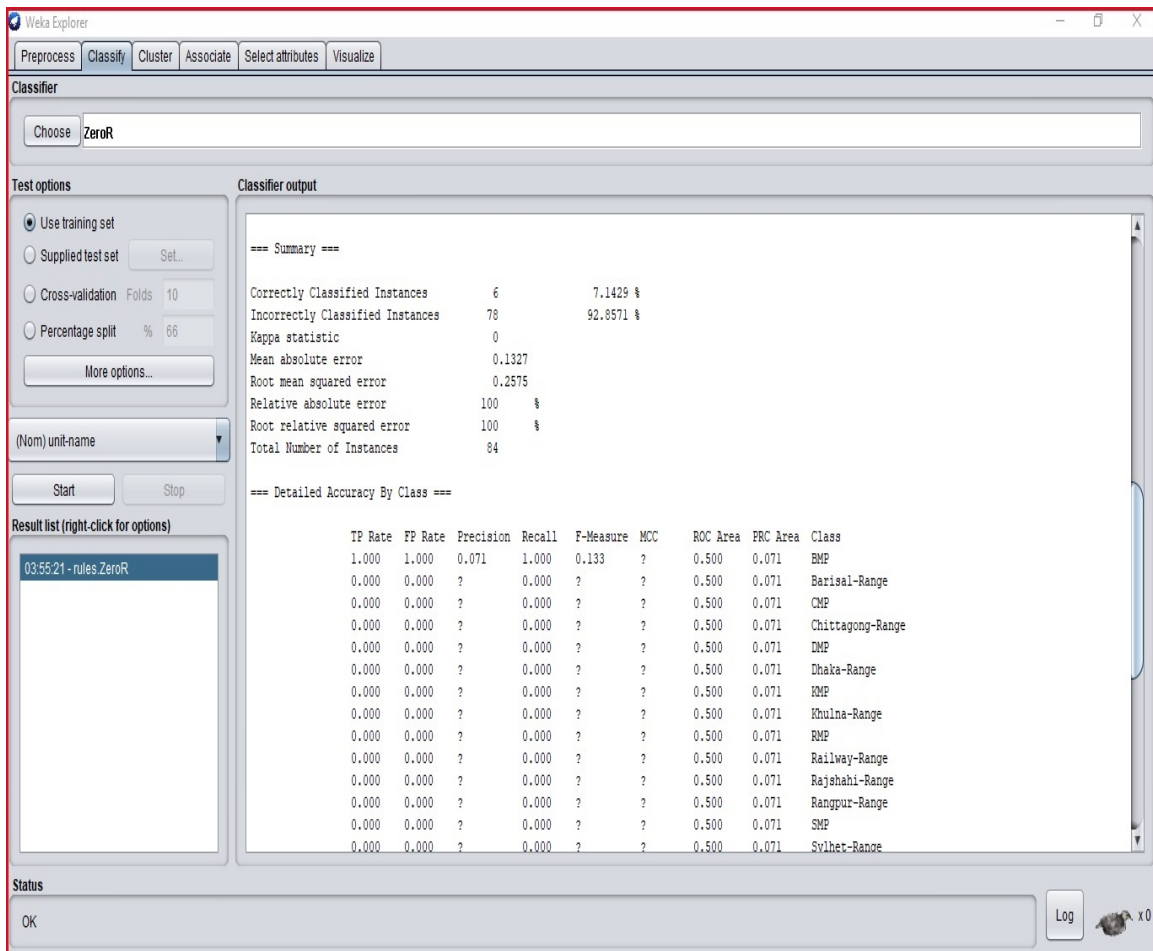 Weka Explorer
Preprocess Classify Cluster Associate Select attributes Visualize
Classifier
Choose ZeroR
Test options
Use training set
Supplied test set Set...
Cross-validation Folds 10
Percentage split % 66
More options...
(Nom) unit-name
Start Stop
Result list (right-click for options)
03:55:21 - rules.ZeroR
Classifier output
=== Summary ===
Correctly Classified Instances 6 7.1429 %
Incorrectly Classified Instances 78 92.8571 %
Kappa statistic 0
Mean absolute error 0.1327
Root mean squared error 0.2575
Relative absolute error 100 %
Root relative squared error 100 %
Total Number of Instances 84
=== Detailed Accuracy By Class ===
TP Rate FP Rate Precision Recall F-Measure MCC ROC Area PRC Area Class
1.000 1.000 0.071 1.000 0.133 ? 0.500 0.071 BMP
0.000 0.000 ? 0.000 ? ? 0.500 0.071 Barisal-Range
0.000 0.000 ? 0.000 ? ? 0.500 0.071 CMP
0.000 0.000 ? 0.000 ? ? 0.500 0.071 Chittagong-Range
0.000 0.000 ? 0.000 ? ? 0.500 0.071 DMP
0.000 0.000 ? 0.000 ? ? 0.500 0.071 Dhaka-Range
0.000 0.000 ? 0.000 ? ? 0.500 0.071 KMP
0.000 0.000 ? 0.000 ? ? 0.500 0.071 Khulna-Range
0.000 0.000 ? 0.000 ? ? 0.500 0.071 RMP
0.000 0.000 ? 0.000 ? ? 0.500 0.071 Railway-Range
0.000 0.000 ? 0.000 ? ? 0.500 0.071 Rajshahi-Range
0.000 0.000 ? 0.000 ? ? 0.500 0.071 Rangpur-Range
0.000 0.000 ? 0.000 ? ? 0.500 0.071 SMP
0.000 0.000 ? 0.000 ? ? 0.500 0.071 Sylhet-Range
Status
OK
Log x 0